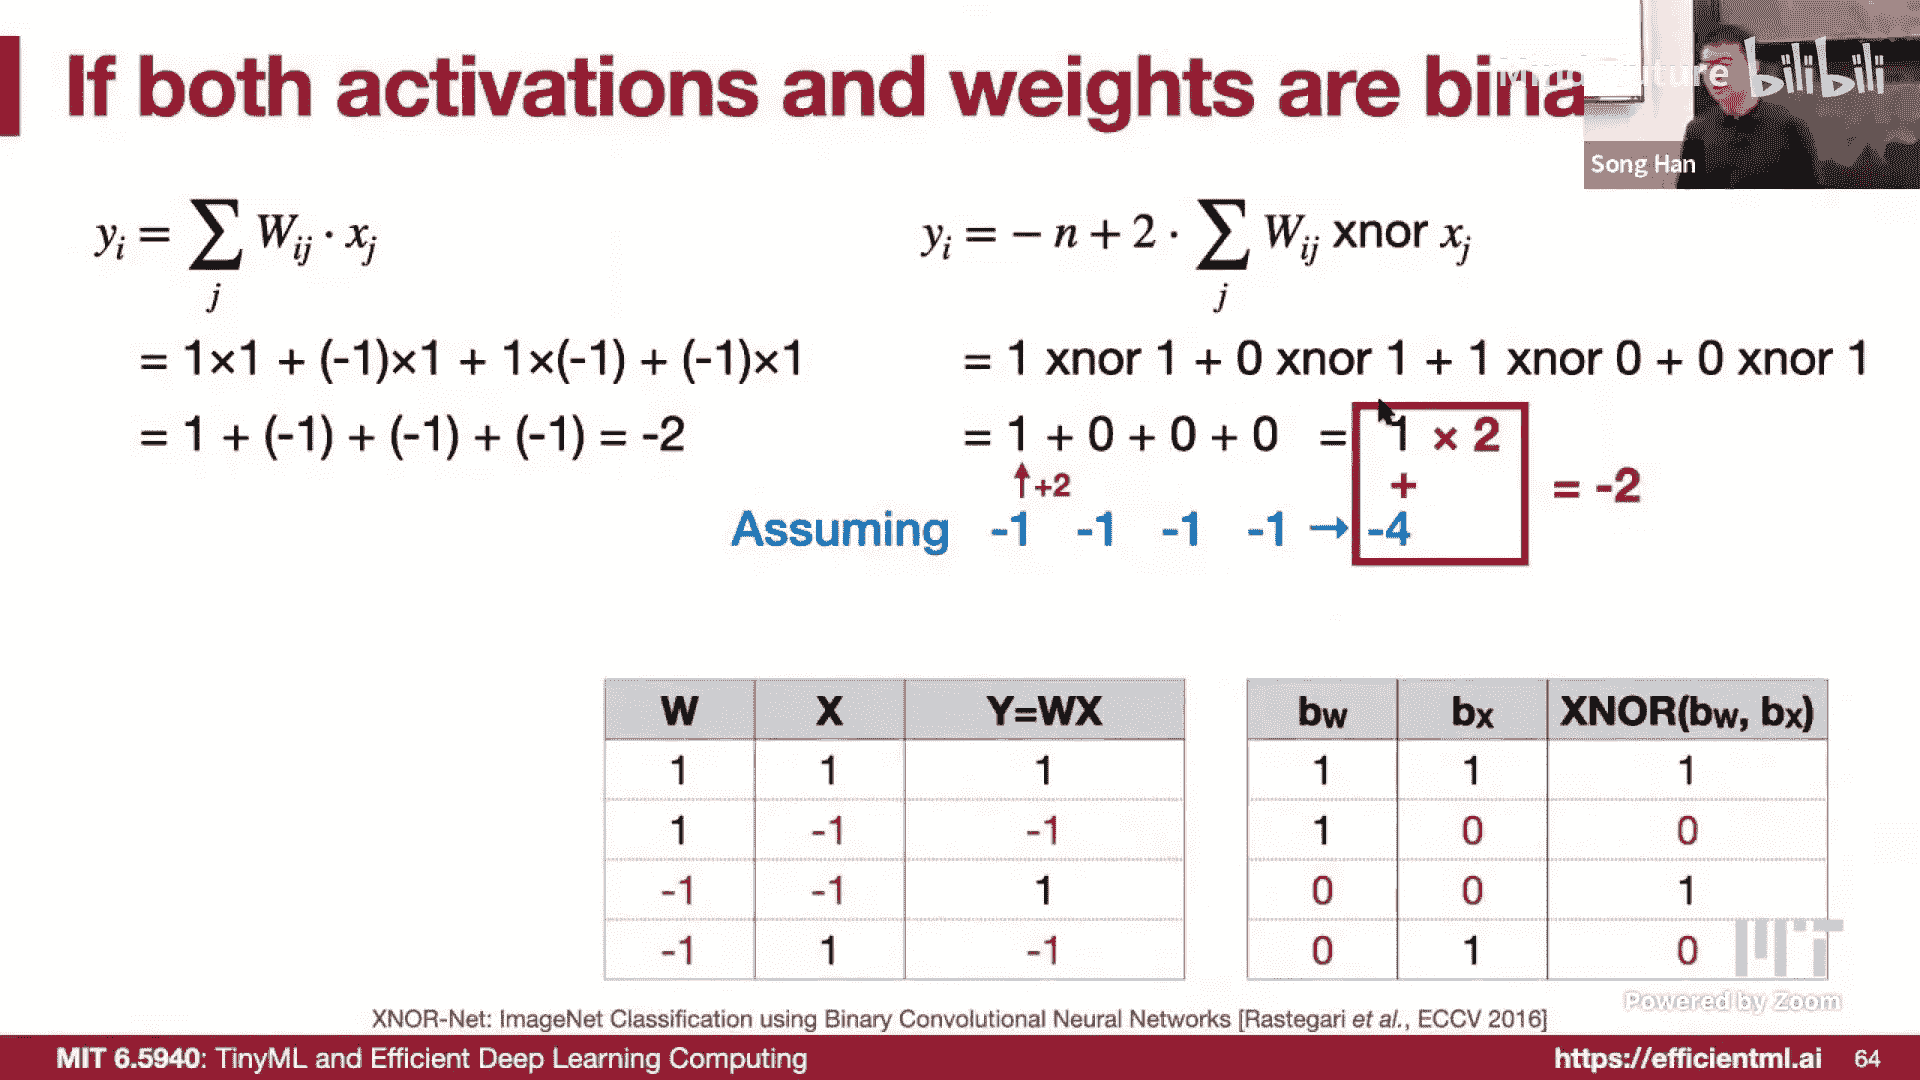 If both activations and weights are bina
bilibili
Song Han
yᵢ = ∑ⱼ Wᵢⱼ · xⱼ
= 1×1 + (-1)×1 + 1×(-1) + (-1)×1
= 1 + (-1) + (-1) + (-1) = -2
yᵢ = − n + 2 · ∑ⱼ Wᵢⱼ xnor xⱼ
= 1 xnor 1 + 0 xnor 1 + 1 xnor 0 + 0 xnor 1
= 1 + 0 + 0 + 0 = 1 × 2
+2 + = -2
Assuming -1 -1 -1 -1 → -4
W X Y=WX
1 1 1
1 -1 -1
-1 -1 1
-1 1 -1
bw bx XNOR(bw, bx)
1 1 1
1 0 0
0 0 1
0 1 0
MIT
Powered by Zoom
XNOR-Net: ImageNet Classification using Binary Convolutional Neural Networks [Rastegari et al., ECCV 2016]
MIT 6.5940: TinyML and Efficient Deep Learning Computing
https://efficientml.ai 64